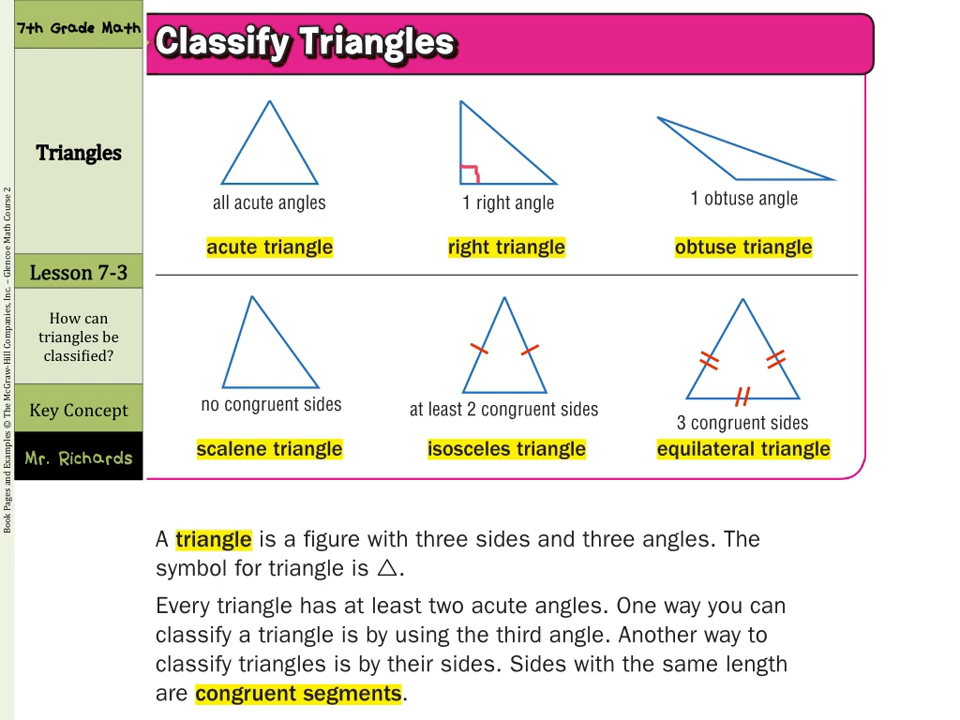 7th Grade Math
Classify Triangles
Triangles
all acute angles
1 right angle
1 obtuse angle
acute triangle
right triangle
obtuse triangle
Lesson 7-3
How can
triangles be
classified?
Key Concept
Mr. Richards
no congruent sides
at least 2 congruent sides
3 congruent sides
scalene triangle
isosceles triangle
equilateral triangle
Book Pages and Examples © The McGraw-Hill Companies, Inc. – Glencoe Math Course 2
A triangle is a figure with three sides and three angles. The
symbol for triangle is △.
Every triangle has at least two acute angles. One way you can
classify a triangle is by using the third angle. Another way to
classify triangles is by their sides. Sides with the same length
are congruent segments.